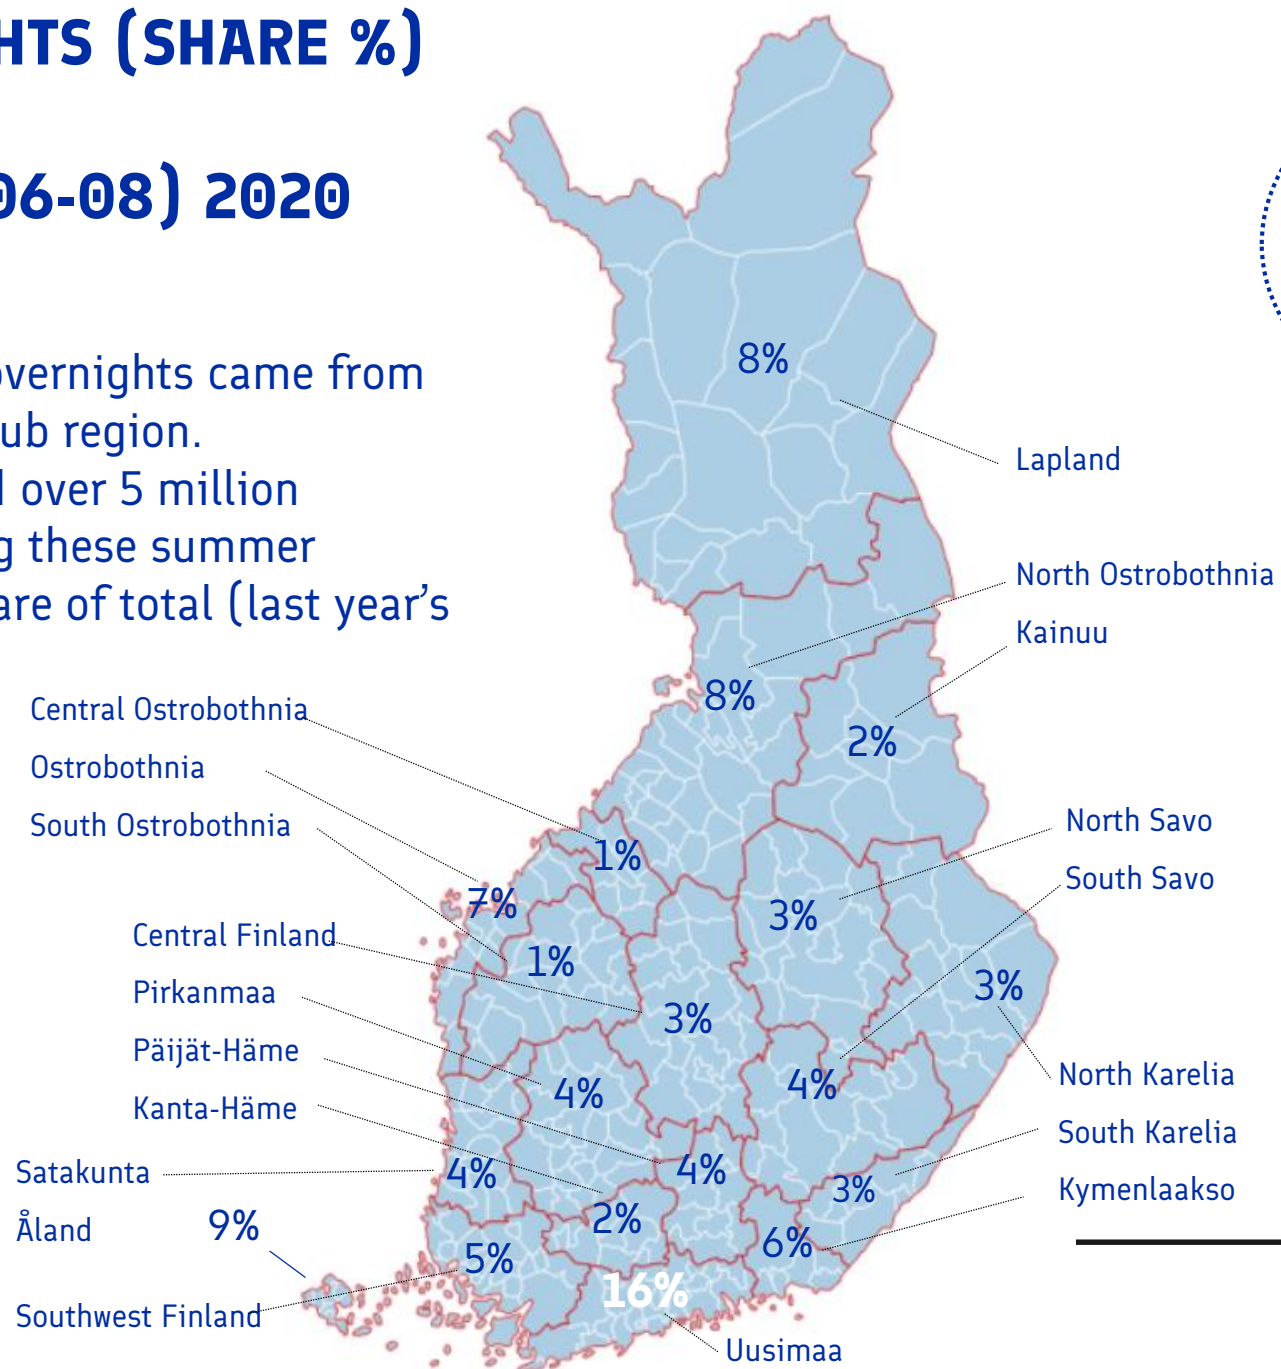 HTS (SHARE %)
06-08) 2020
overnights came from
ub region.
over 5 million
g these summer
are of total (last year's
8%
Lapland
North Ostrobothnia
Kainuu
8%
2%
Central Ostrobothnia
Ostrobothnia
South Ostrobothnia
North Savo
South Savo
1%
7%
3%
Central Finland
1%
Pirkanmaa
3%
3%
Päijät-Häme
4%
4%
North Karelia
Kanta-Häme
South Karelia
Satakunta
4%
4%
3%
Kymenlaakso
Åland
9%
2%
5%
6%
16%
Southwest Finland
Uusimaa